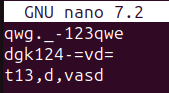 GNU nano 7.2
qwg._-123qwe
dgk124-=vd=
t13,d,vasd